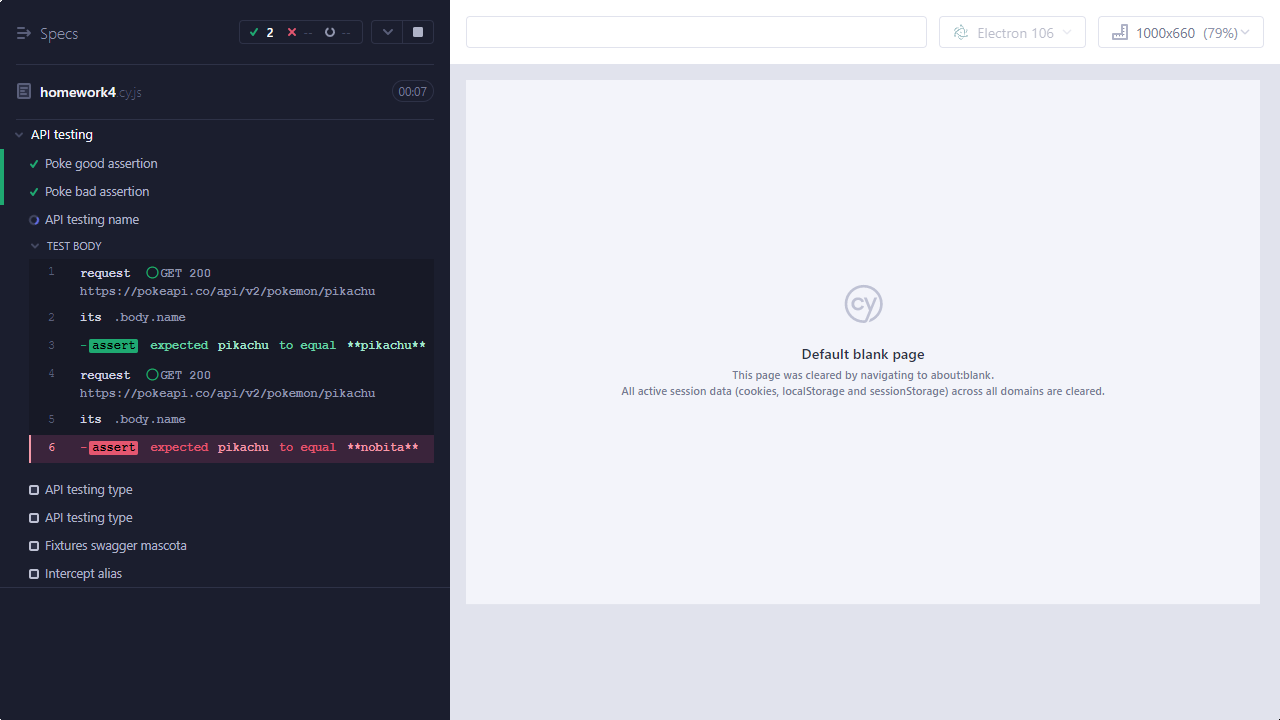 Specs
2 -- --
Electron 106
1000x660 (79%)
homework4.cy.js
00:07
API testing
Poke good assertion
Poke bad assertion
API testing name
TEST BODY
1 request GET 200
https://pokeapi.co/api/v2/pokemon/pikachu
2 its .body.name
3 -assert expected pikachu to equal **pikachu**
4 request GET 200
https://pokeapi.co/api/v2/pokemon/pikachu
5 its .body.name
6 -assert expected pikachu to equal **nobita**
API testing type
API testing type
Fixtures swagger mascota
Intercept alias
cy
Default blank page
This page was cleared by navigating to about:blank.
All active session data (cookies, localStorage and sessionStorage) across all domains are cleared.